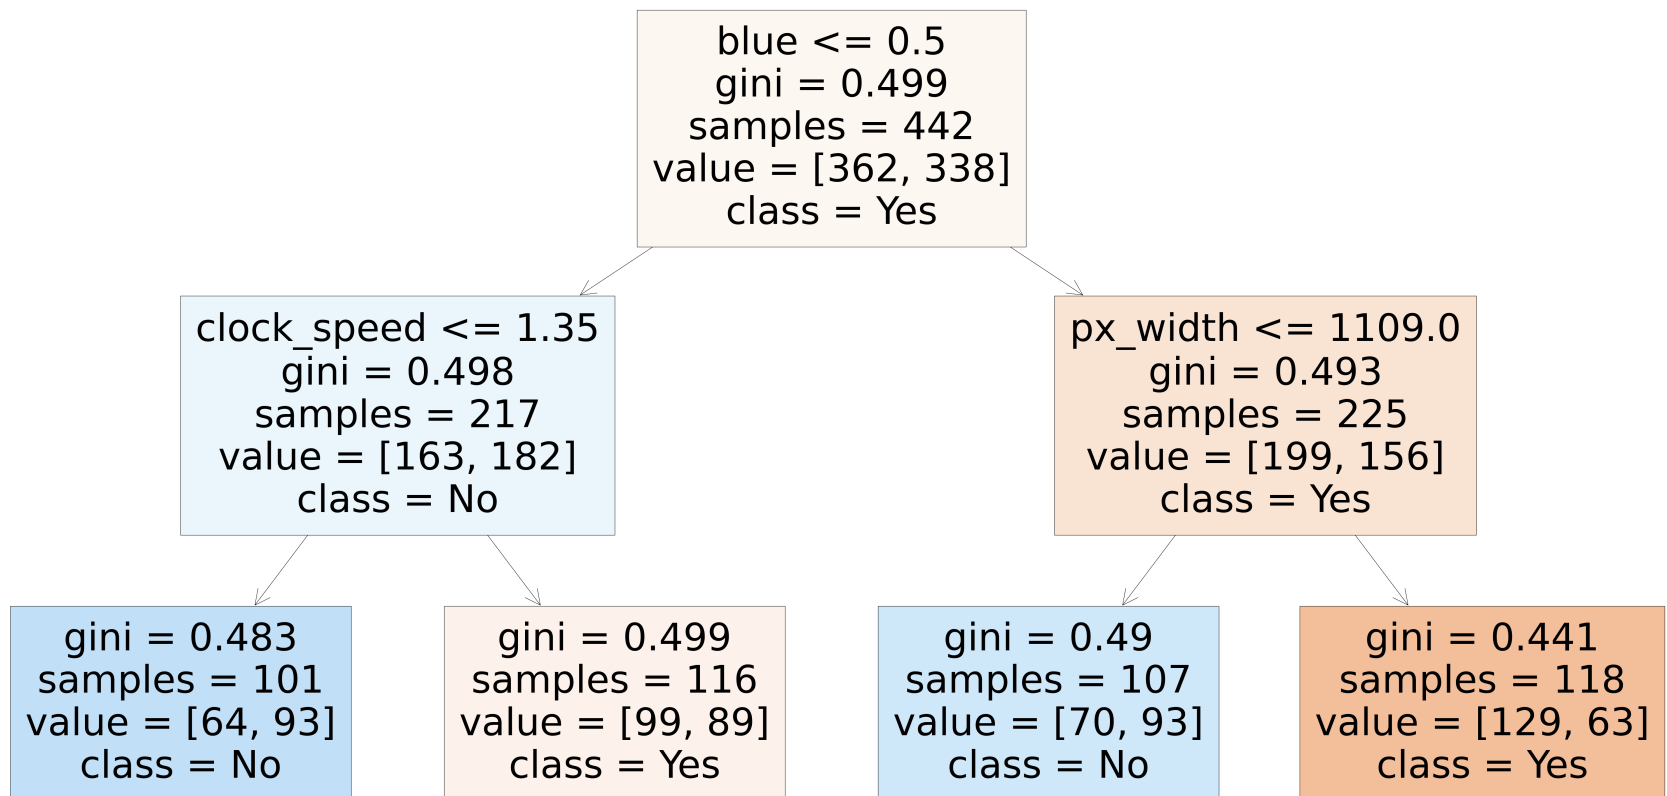 blue <= 0.5
gini = 0.499
samples = 442
value = [362, 338]
class = Yes
clock_speed <= 1.35
gini = 0.498
samples = 217
value = [163, 182]
class = No
px_width <= 1109.0
gini = 0.493
samples = 225
value = [199, 156]
class = Yes
gini = 0.483
samples = 101
value = [64, 93]
class = No
gini = 0.499
samples = 116
value = [99, 89]
class = Yes
gini = 0.49
samples = 107
value = [70, 93]
class = No
gini = 0.441
samples = 118
value = [129, 63]
class = Yes